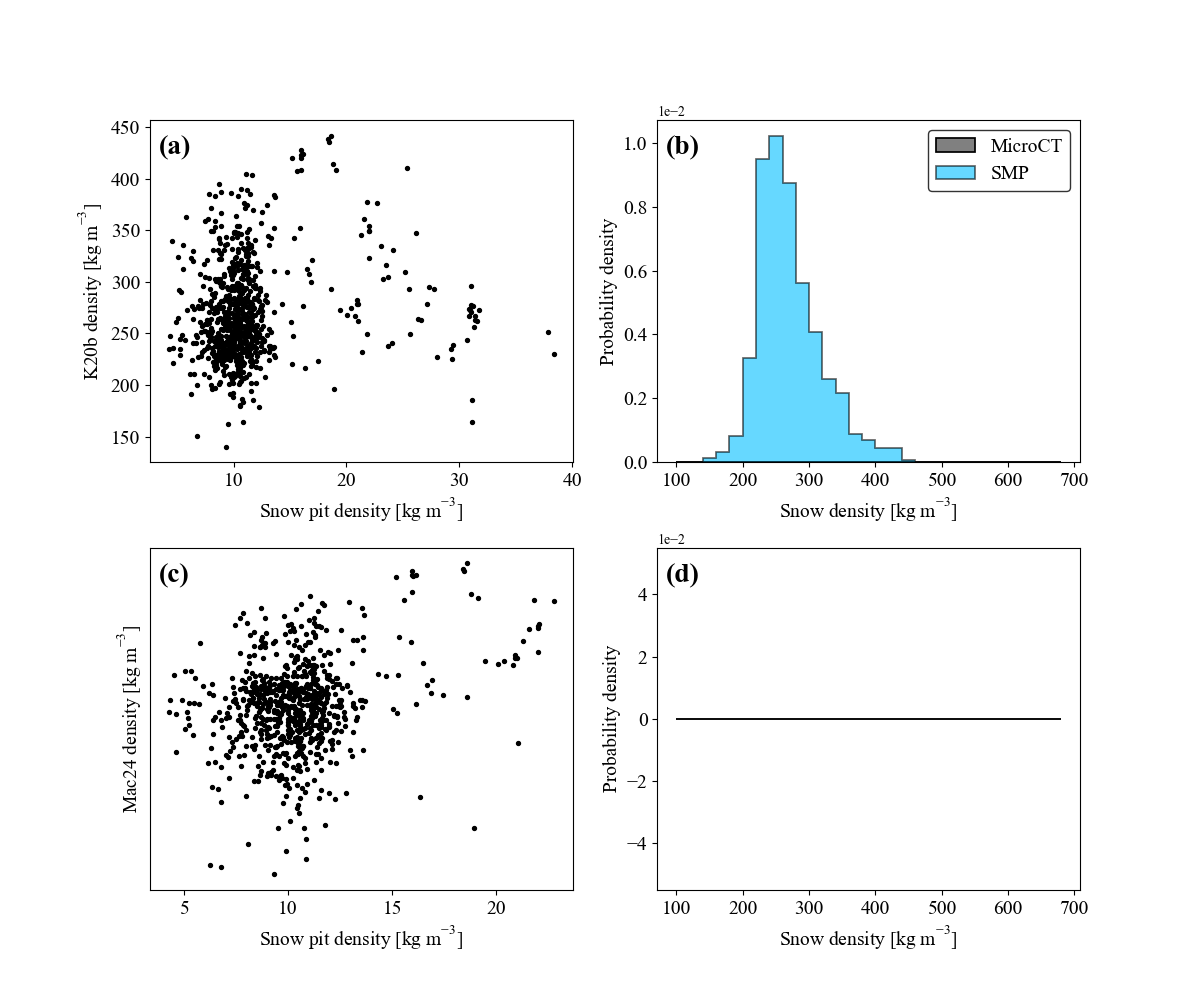 (a)
450
400
350
300
250
200
150
10
20
30
40
K20b density [kg m⁻³]
Snow pit density [kg m⁻³]
1e−2
(b)
MicroCT
SMP
1.0
0.8
0.6
0.4
0.2
0.0
100
200
300
400
500
600
700
Probability density
Snow density [kg m⁻³]
(c)
5
10
15
20
Mac24 density [kg m⁻³]
Snow pit density [kg m⁻³]
1e−2
(d)
4
2
0
−2
−4
100
200
300
400
500
600
700
Probability density
Snow density [kg m⁻³]